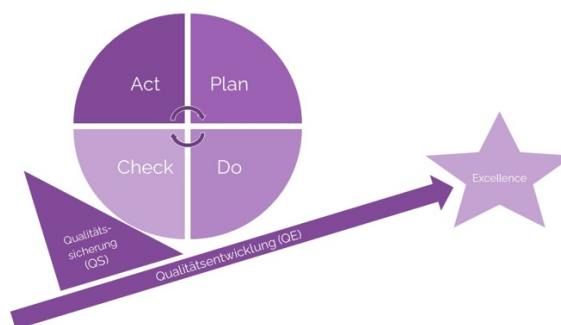 Act
Plan
Check
Do
Excellence
Qualitäts-
sicherung
(QS)
Qualitätsentwicklung (QE)